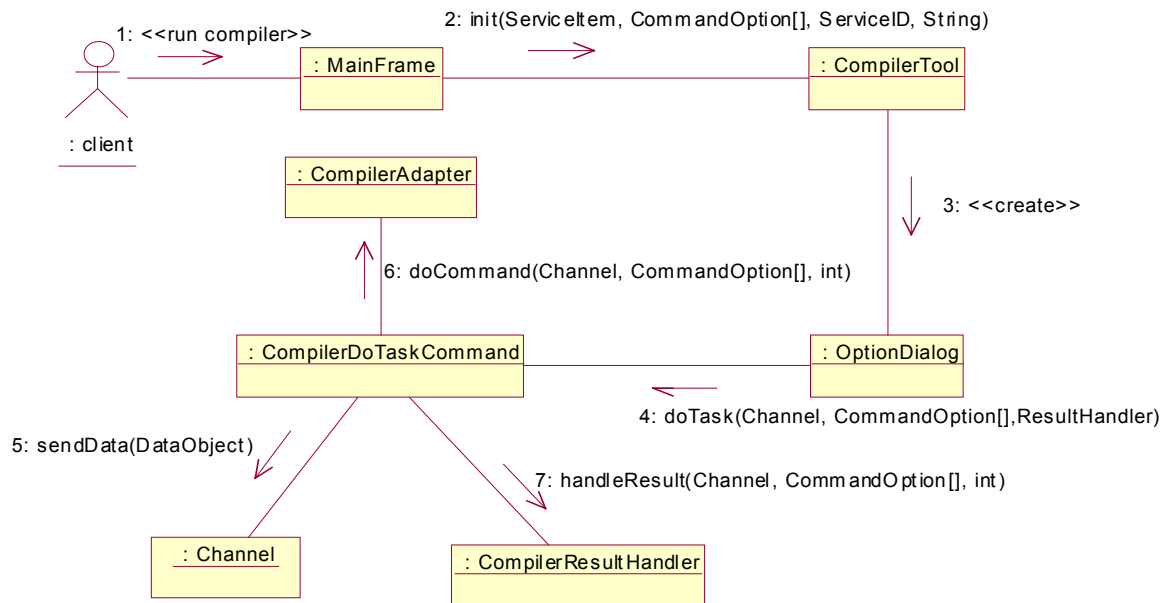 2: init(ServiceItem, CommandOption[], ServiceID, String)
1: <<run compiler>>
: MainFrame
: CompilerTool
: client
: CompilerAdapter
3: <<create>>
6: doCommand(Channel, CommandOption[], int)
: CompilerDoTaskCommand
: OptionDialog
4: doTask(Channel, CommandOption[],ResultHandler)
5: sendData(DataObject)
7: handleResult(Channel, CommandOption[], int)
: Channel
: CompilerResultHandler